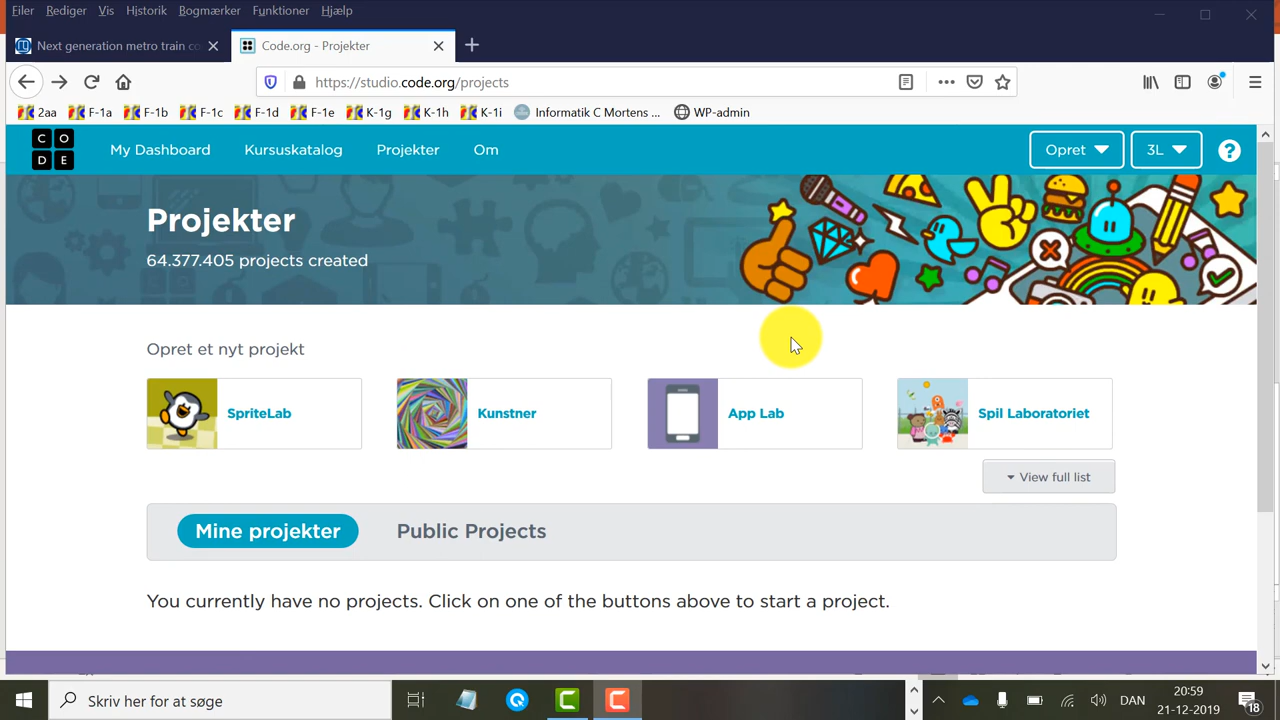 Filer Rediger Vis Historik Bogmærker Funktioner Hjælp
Next generation metro train co
Code.org - Projekter
https://studio.code.org/projects
2aa F-1a F-1b F-1c F-1d F-1e K-1g K-1h K-1i Informatik C Mortens ... WP-admin
CODE
My Dashboard Kursuskatalog Projekter Om Opret 3L ?
Projekter
64.377.405 projects created
Opret et nyt projekt
SpriteLab Kunstner App Lab Spil Laboratoriet
View full list
Mine projekter Public Projects
You currently have no projects. Click on one of the buttons above to start a project.
Skriv her for at søge
DAN
20:59
21-12-2019
18